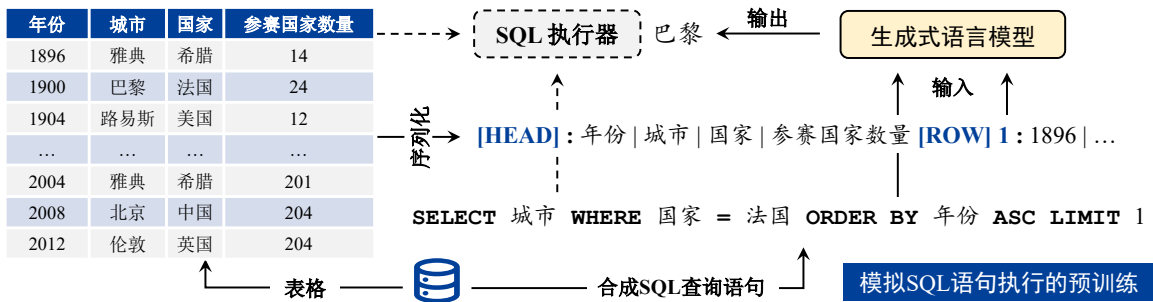 年份 城市 国家 参赛国家数量
1896 雅典 希腊 14
1900 巴黎 法国 24
1904 路易斯 美国 12
… … … …
2004 雅典 希腊 201
2008 北京 中国 204
2012 伦敦 英国 204
SQL 执行器 巴黎
输出
生成式语言模型
输入
序列化
[HEAD] : 年份 | 城市 | 国家 | 参赛国家数量 [ROW] 1 : 1896 | …
SELECT 城市 WHERE 国家 = 法国 ORDER BY 年份 ASC LIMIT 1
表格
合成SQL查询语句
模拟SQL语句执行的预训练